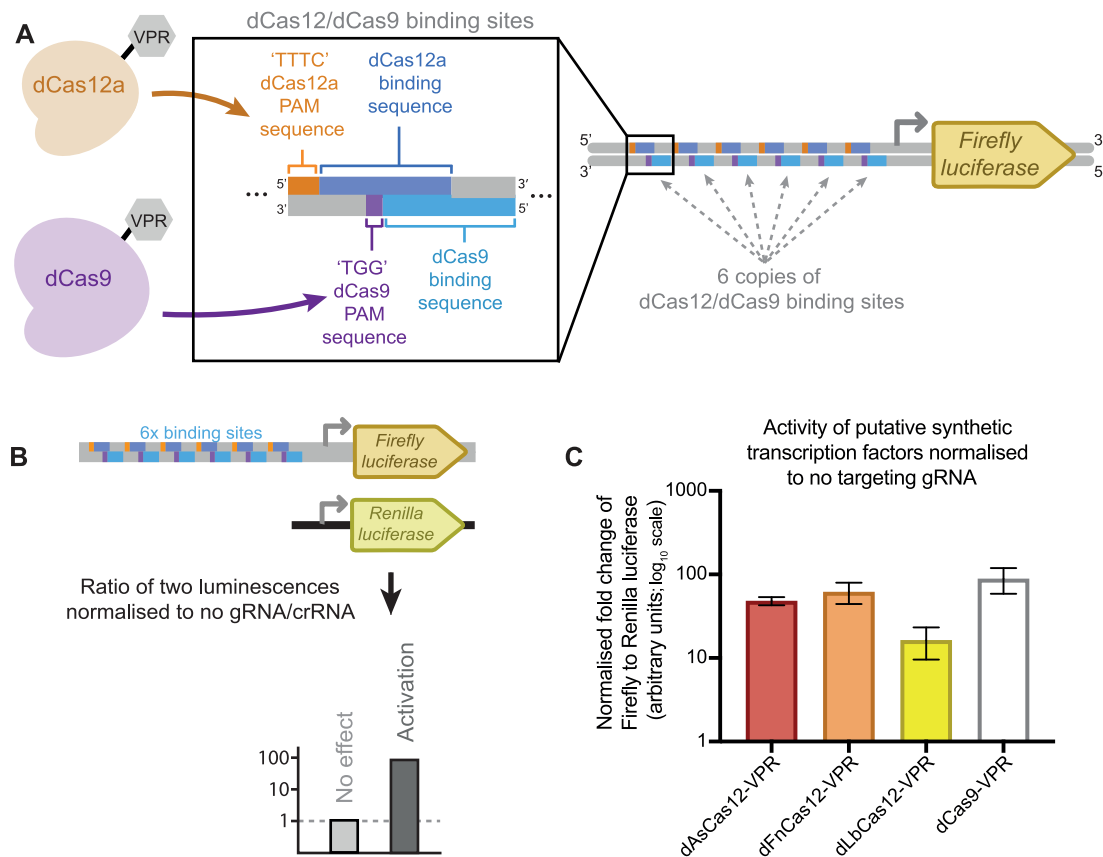 A
VPR
dCas12a
VPR
dCas9
dCas12/dCas9 binding sites
‘TTTC’
dCas12a
PAM
sequence
dCas12a
binding
sequence
5’
3’
3’
5’
...
...
‘TGG’
dCas9
PAM
sequence
dCas9
binding
sequence
5’
3’
3
5
Firefly
luciferase
6 copies of
dCas12/dCas9 binding sites
B
6x binding sites
Firefly
luciferase
Renilla
luciferase
Ratio of two luminescences
normalised to no gRNA/crRNA
100
10
1
No effect
Activation
C
Activity of putative synthetic
transcription factors normalised
to no targeting gRNA
Normalised fold change of
Firefly to Renilla luciferase
(arbitrary units; log₁₀ scale)
1000
100
10
1
dAsCas12-VPR
dFnCas12-VPR
dLbCas12-VPR
dCas9-VPR